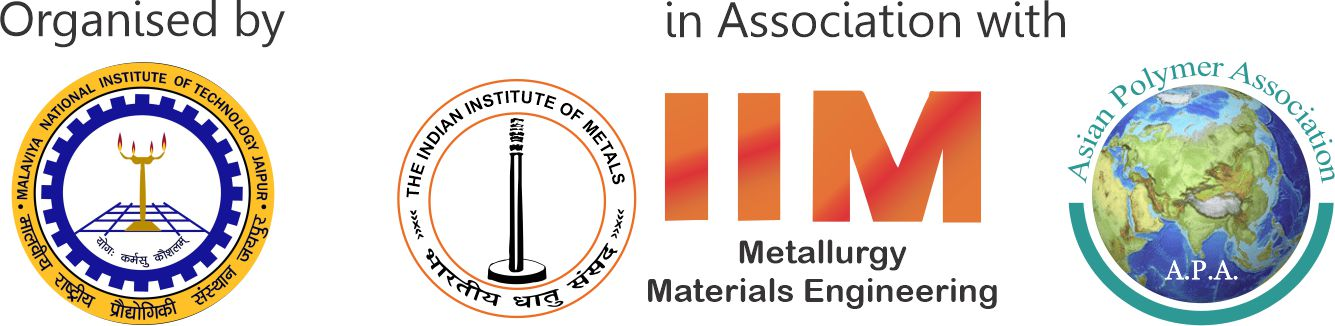 Organised by
in Association with
MALAVIYA NATIONAL INSTITUTE OF TECHNOLOGY JAIPUR
मालवीय राष्ट्रीय प्रौद्योगिकी संस्थान जयपुर
योगः कर्मसु कौशलम्
THE INDIAN INSTITUTE OF METALS
भारतीय धातु संसद
IIM
Metallurgy
Materials Engineering
Asian Polymer Association
A.P.A.